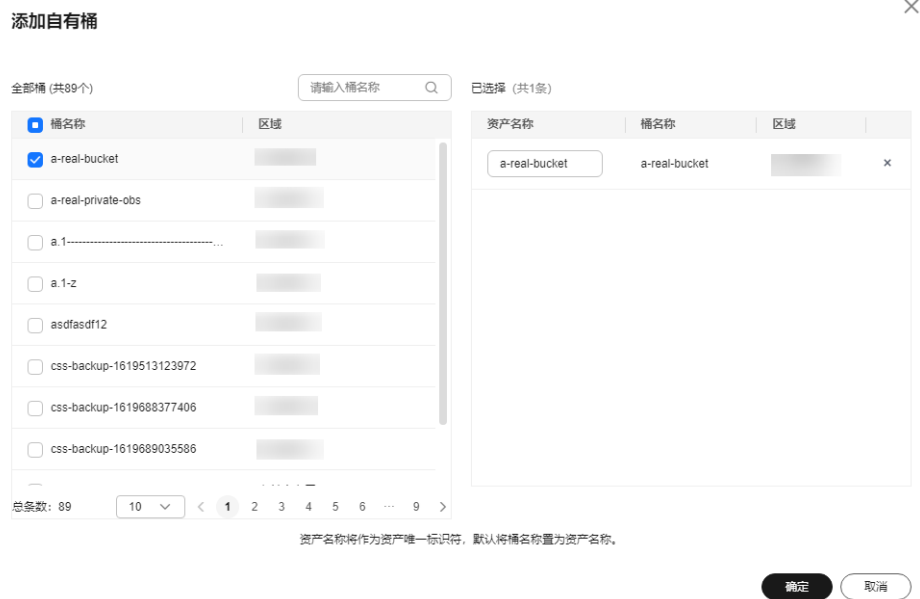 添加自有桶
全部桶 (共89个)
请输入桶名称
已选择 (共1条)
桶名称 区域
资产名称 桶名称 区域
a-real-bucket
a-real-bucket a-real-bucket
a-real-private-obs
a.1--------------------------------------...
a.1-z
asdfasdf12
css-backup-1619513123972
css-backup-1619688377406
css-backup-1619689035586
总条数: 89 10 1 2 3 4 5 6 ... 9
资产名称将作为资产唯一标识符，默认将桶名称置为资产名称。
确定 取消